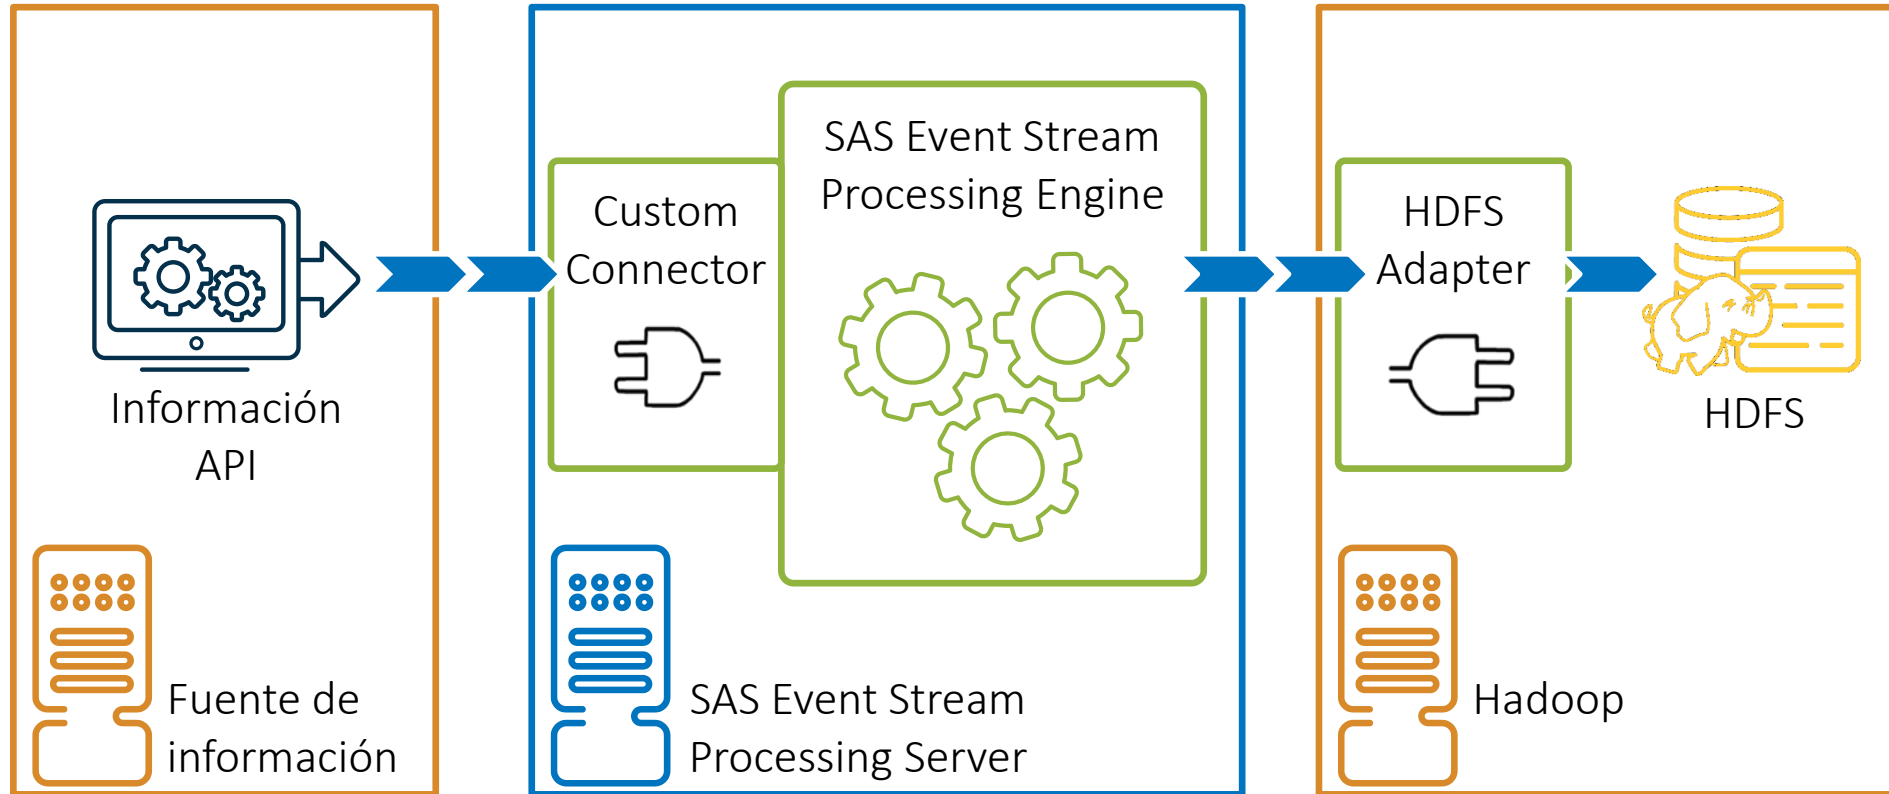 Información
API
Fuente de
información
Custom
Connector
SAS Event Stream
Processing Engine
SAS Event Stream
Processing Server
HDFS
Adapter
HDFS
Hadoop